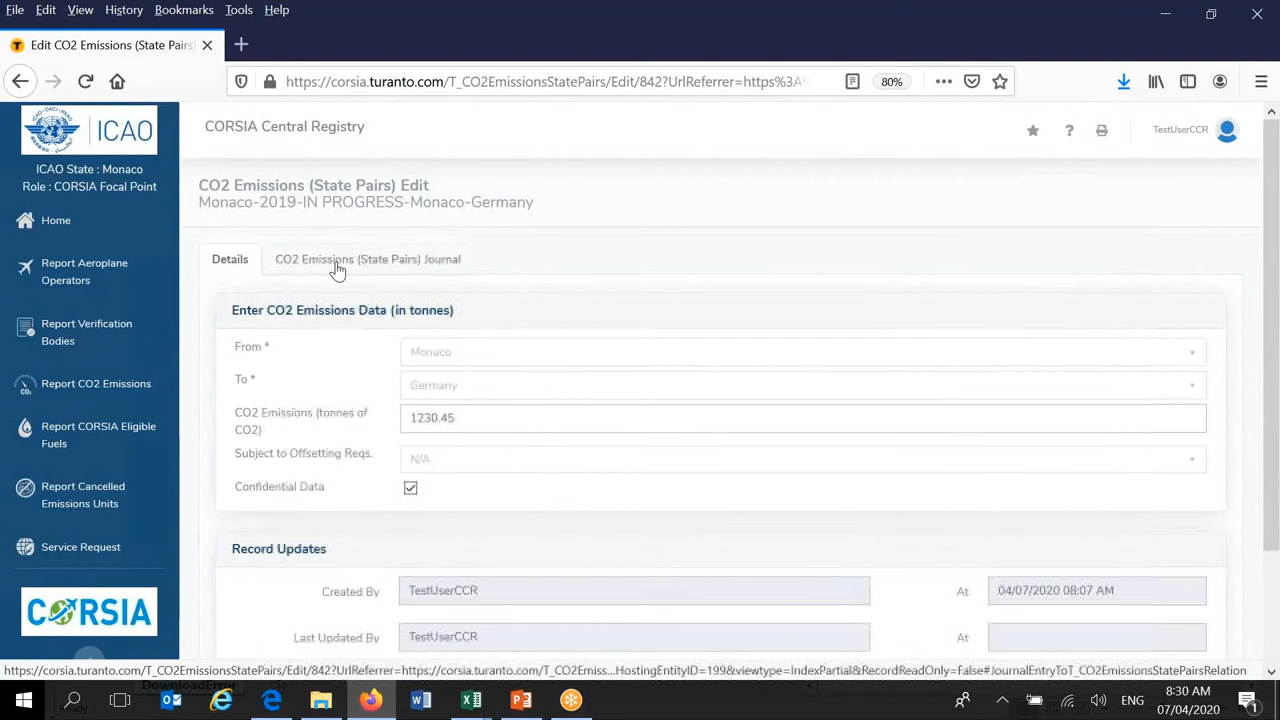 File Edit View History Bookmarks Tools Help
Edit CO2 Emissions (State Pairs)
https://corsia.turanto.com/T_CO2EmissionsStatePairs/Edit/842?UrlReferrer=https%3A%
80%
ICAO
CORSIA Central Registry
TestUserCCR
ICAO State : Monaco
Role : CORSIA Focal Point
CO2 Emissions (State Pairs) Edit
Monaco-2019-IN PROGRESS-Monaco-Germany
Home
Report Aeroplane
Operators
Report Verification
Bodies
Report CO2 Emissions
Report CORSIA Eligible
Fuels
Report Cancelled
Emissions Units
Service Request
CORSIA
Details
CO2 Emissions (State Pairs) Journal
Enter CO2 Emissions Data (in tonnes)
From *
Monaco
To *
Germany
CO2 Emissions (tonnes of
CO2)
1230.45
Subject to Offsetting Reqs.
N/A
Confidential Data
Record Updates
Created By
TestUserCCR
At
04/07/2020 08:07 AM
Last Updated By
TestUserCCR
At
https://corsia.turanto.com/T_CO2EmissionsStatePairs/Edit/842?UrlReferrer=https://corsia.turanto.com/T_CO2Emiss...HostingEntityID=199&viewtype=IndexPartial&RecordReadOnly=False#JournalEntryToT_CO2EmissionsStatePairsRelation
DownloadError
ENG
8:30 AM
07/04/2020